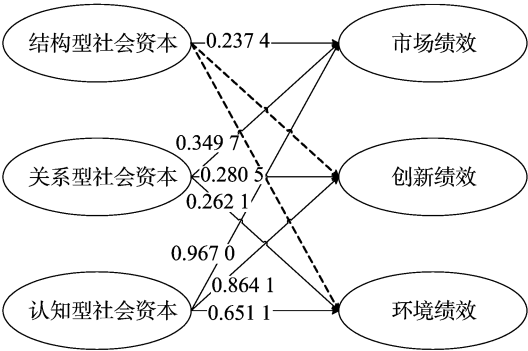 结构型社会资本 0.237 4 市场绩效
0.349 7
关系型社会资本 0.280 5 创新绩效
0.262 1
0.967 0
0.864 1
认知型社会资本 0.651 1 环境绩效